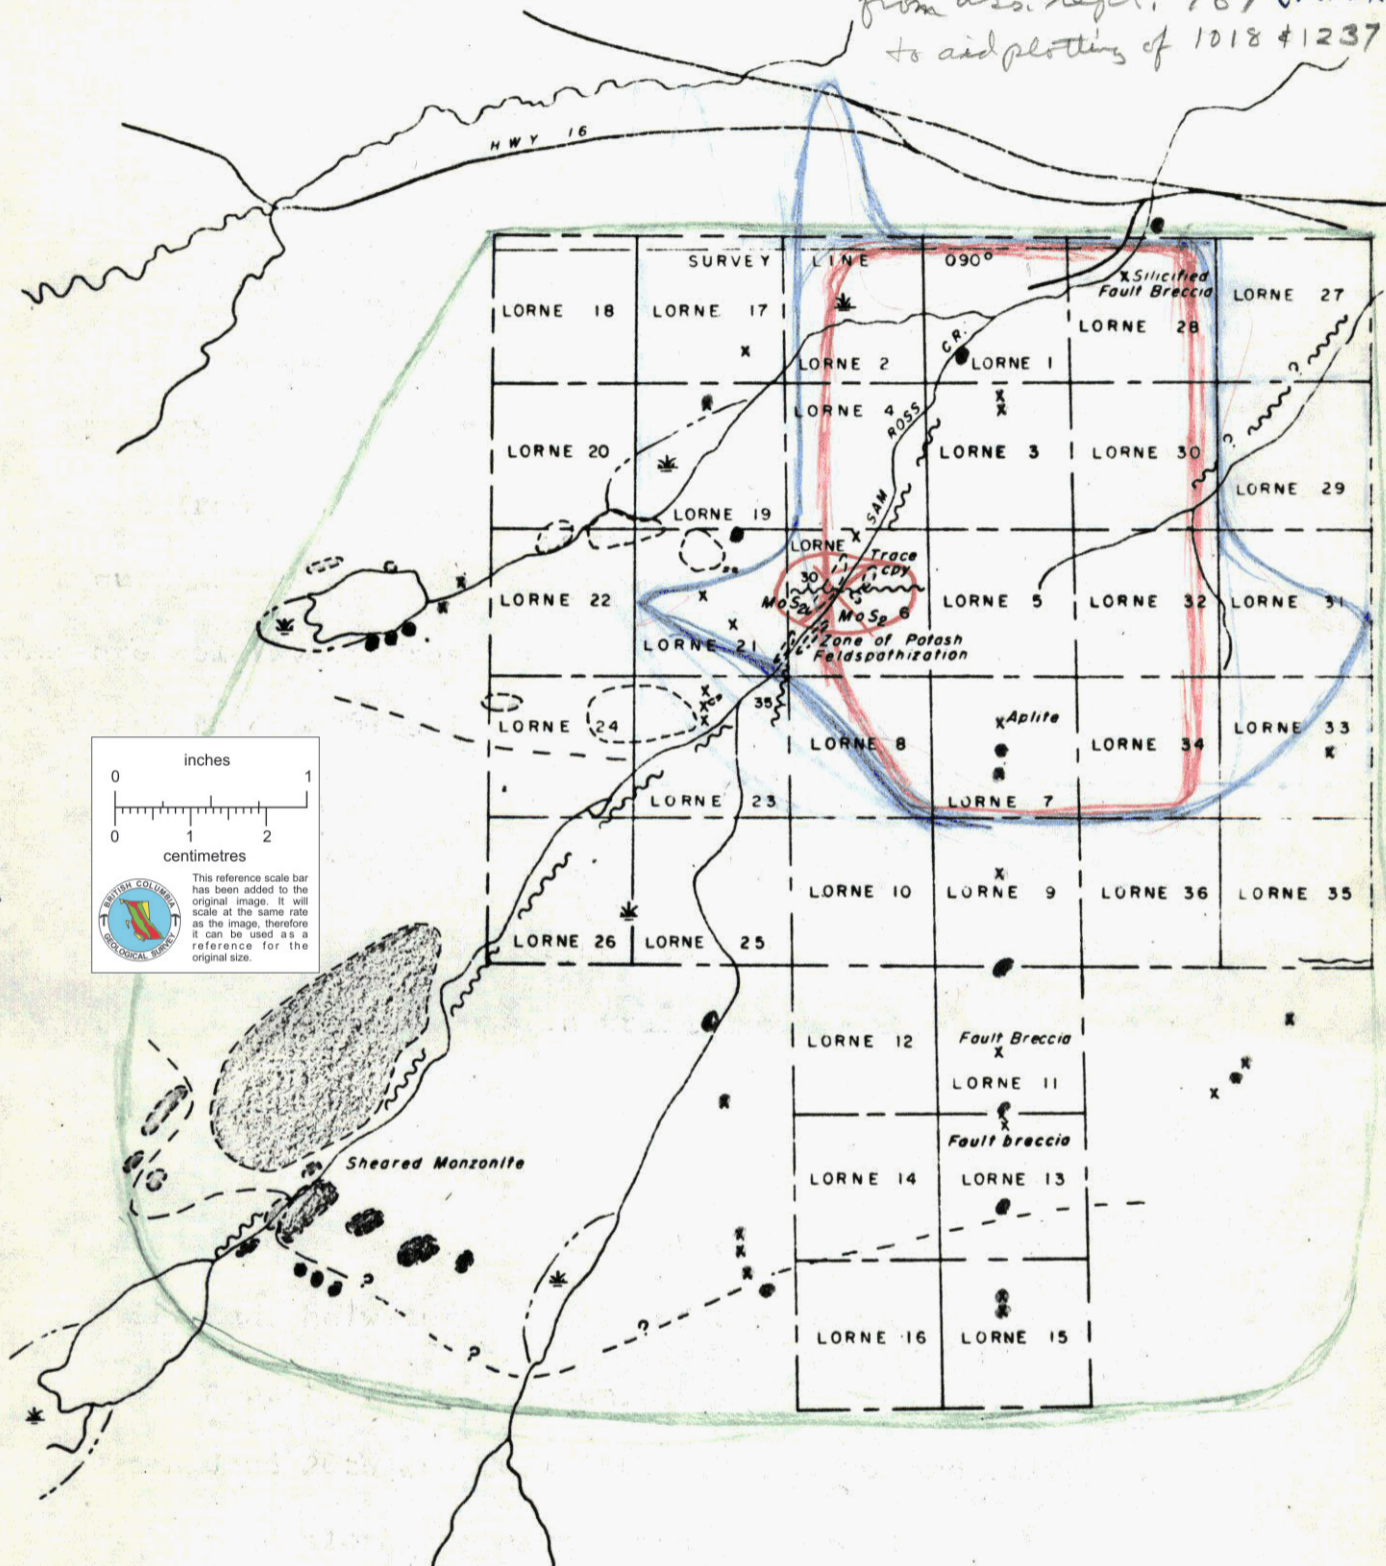 from ass. rept. 789
to aid plotting of 1018 & 1237
HWY 16
SURVEY LINE 090°
x Silicified
Fault Breccia
LORNE 27
LORNE 18
LORNE 17
LORNE 28
LORNE 2
CR.
LORNE 1
LORNE 4
ROSS
LORNE 20
LORNE 3
LORNE 30
?
?
LORNE 29
SAM
LORNE 19
LORNE
Trace
cpy
30
MoS2
MoS2 6
LORNE 22
LORNE 5
LORNE 32
LORNE 31
Zone of Potash
Feldspathization
LORNE 21
35
LORNE 24
x Aplite
LORNE 8
LORNE 34
LORNE 33
LORNE 23
LORNE 7
inches
0 1
0 1 2
centimetres
BRITISH COLUMBIA
GEOLOGICAL SURVEY
This reference scale bar
has been added to the
original image. It will
scale at the same rate
as the image, therefore
it can be used as a
reference for the
original size.
LORNE 10
LORNE 9
LORNE 36
LORNE 35
LORNE 26
LORNE 25
LORNE 12
Fault Breccia
LORNE 11
Fault breccia
Sheared Monzonite
LORNE 14
LORNE 13
?
?
?
LORNE 16
LORNE 15